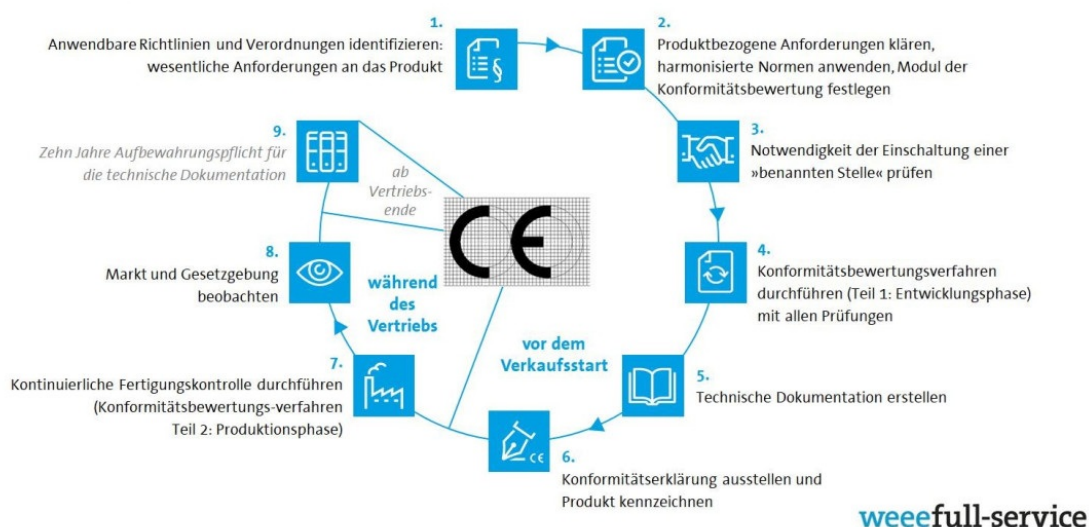 1.
Anwendbare Richtlinien und Verordnungen identifizieren:
wesentliche Anforderungen an das Produkt
§
2.
Produktbezogene Anforderungen klären,
harmonisierte Normen anwenden, Modul der
Konformitätsbewertung festlegen
3.
Notwendigkeit der Einschaltung einer
»benannten Stelle« prüfen
4.
Konformitätsbewertungsverfahren
durchführen (Teil 1: Entwicklungsphase)
mit allen Prüfungen
5.
Technische Dokumentation erstellen
6.
Konformitätserklärung ausstellen und
Produkt kennzeichnen
CE
7.
Kontinuierliche Fertigungskontrolle durchführen
(Konformitätsbewertungs-verfahren
Teil 2: Produktionsphase)
8.
Markt und Gesetzgebung
beobachten
9.
Zehn Jahre Aufbewahrungspflicht für
die technische Dokumentation
ab
Vertriebs-
ende
CE
während
des
Vertriebs
vor dem
Verkaufsstart
weeefull-service